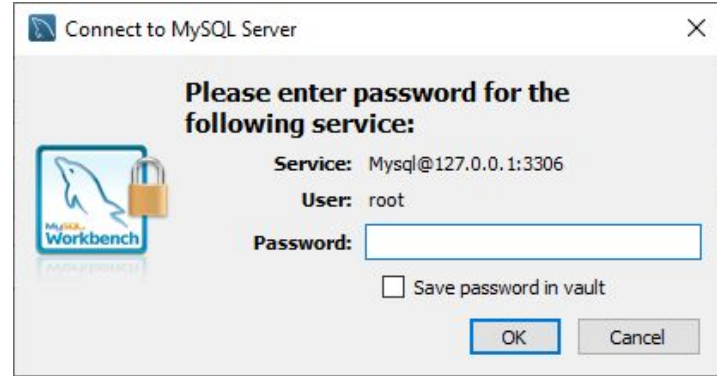 Connect to MySQL Server
Please enter password for the
following service:
Service: Mysql@127.0.0.1:3306
User: root
MySQL
Workbench
Password:
Save password in vault
OK Cancel